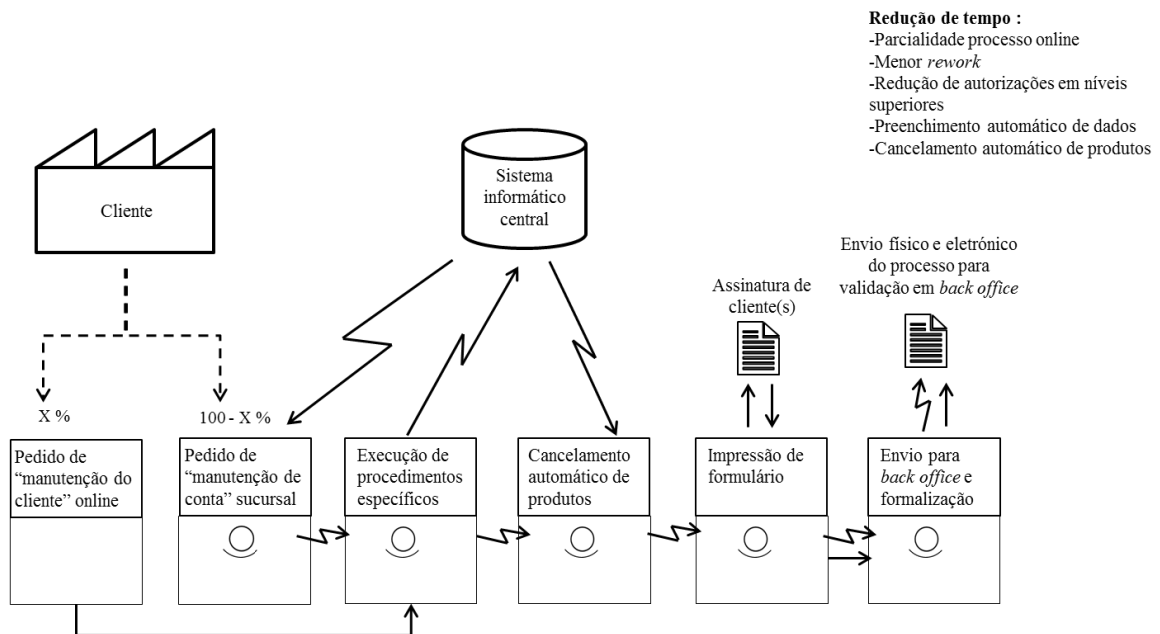 Redução de tempo :
-Parcialidade processo online
-Menor rework
-Redução de autorizações em níveis
superiores
-Preenchimento automático de dados
-Cancelamento automático de produtos
Cliente
Sistema
informático
central
Assinatura de
cliente(s)
Envio físico e eletrónico
do processo para
validação em back office
X %
100 - X %
Pedido de
“manutenção do
cliente” online
Pedido de
“manutenção de
conta” sucursal
Execução de
procedimentos
específicos
Cancelamento
automático de
produtos
Impressão de
formulário
Envio para
back office e
formalização